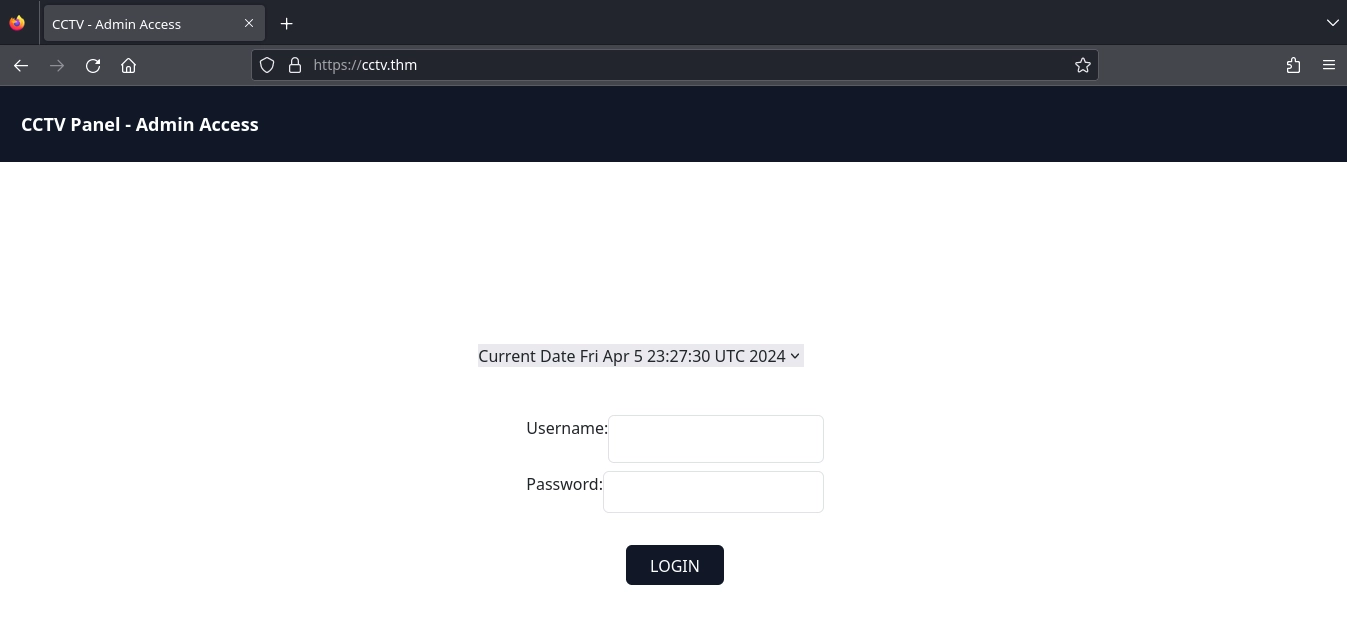 CCTV - Admin Access
https://cctv.thm
CCTV Panel - Admin Access
Current Date Fri Apr 5 23:27:30 UTC 2024
Username:
Password:
LOGIN